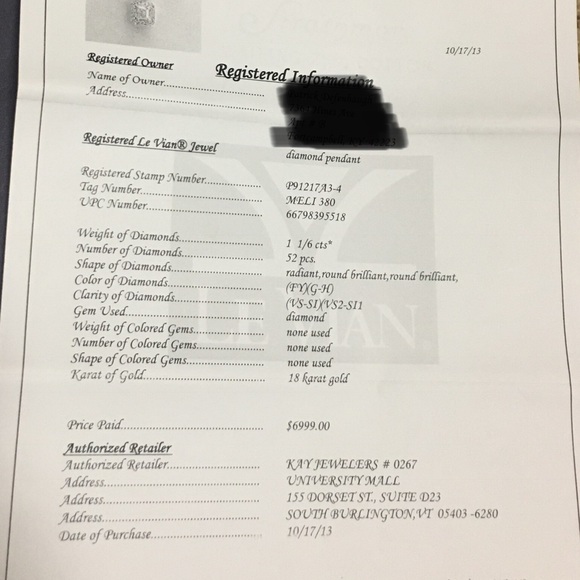 10/17/13
Registered Owner
Registered Information
Name of Owner
Address
Registered Le Vian® Jewel
diamond pendant
Registered Stamp Number P91217A3-4
Tag Number MELI 380
UPC Number 66798395518
Weight of Diamonds 1 1/6 cts*
Number of Diamonds 52 pcs.
Shape of Diamonds radiant,round brilliant,round brilliant,
Color of Diamonds (FY)(G-H)
Clarity of Diamonds (VS-SI)(VS2-SI1
Gem Used diamond
Weight of Colored Gems none used
Number of Colored Gems none used
Shape of Colored Gems none used
Karat of Gold 18 karat gold
LE VIAN
Price Paid $6999.00
Authorized Retailer
Authorized Retailer KAY JEWELERS # 0267
Address UNIVERSITY MALL
Address 155 DORSET ST., SUITE D23
Address SOUTH BURLINGTON,VT 05403 -6280
Date of Purchase 10/17/13